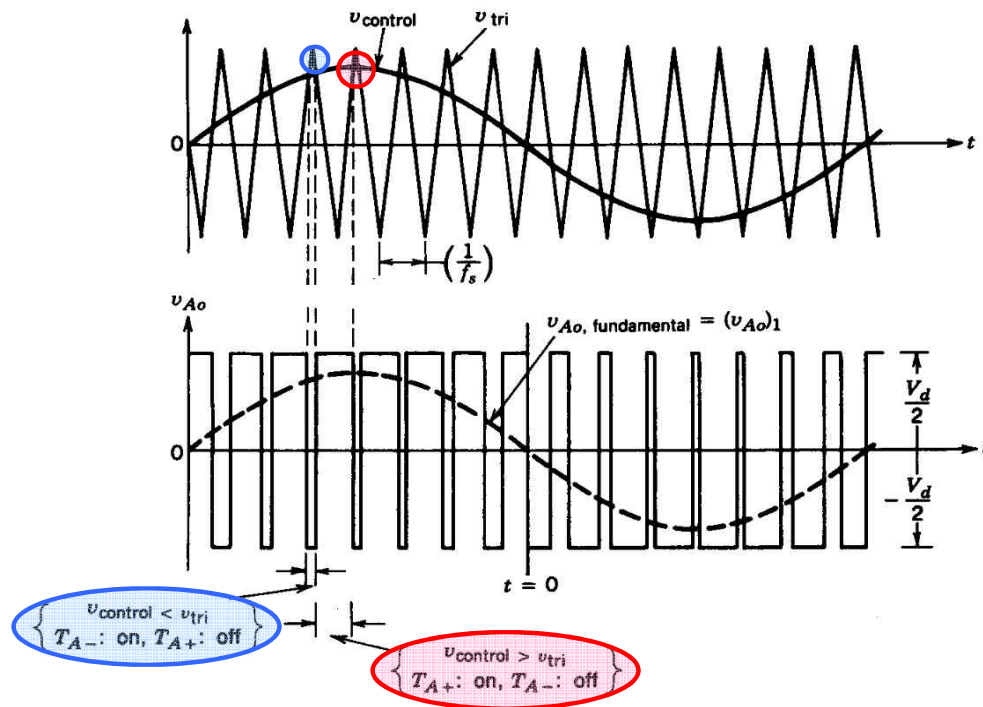 v_control v_tri
0 t
(1/f_s)
v_Ao
v_Ao, fundamental = (v_Ao)_1
V_d/2
0
-V_d/2
t = 0
v_control < v_tri
T_A-: on, T_A+: off
v_control > v_tri
T_A+: on, T_A-: off